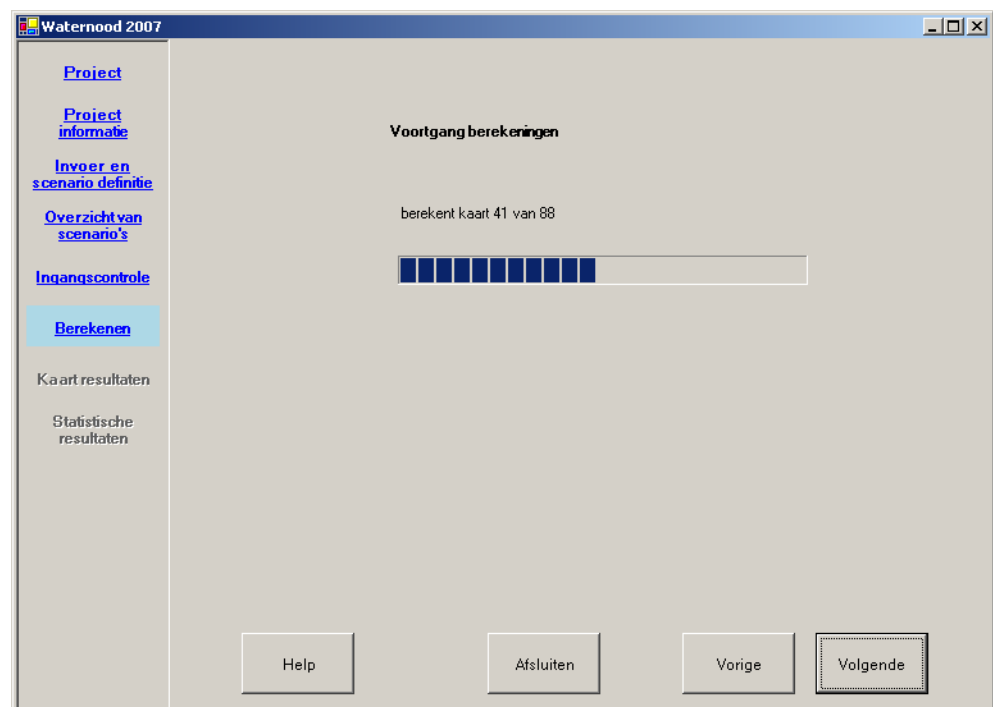 Waternood 2007
Project
Project
informatie
Invoer en
scenario definitie
Overzicht van
scenario's
Ingangscontrole
Berekenen
Kaart resultaten
Statistische
resultaten
Voortgang berekeningen
berekent kaart 41 van 88
Help
Afsluiten
Vorige
Volgende